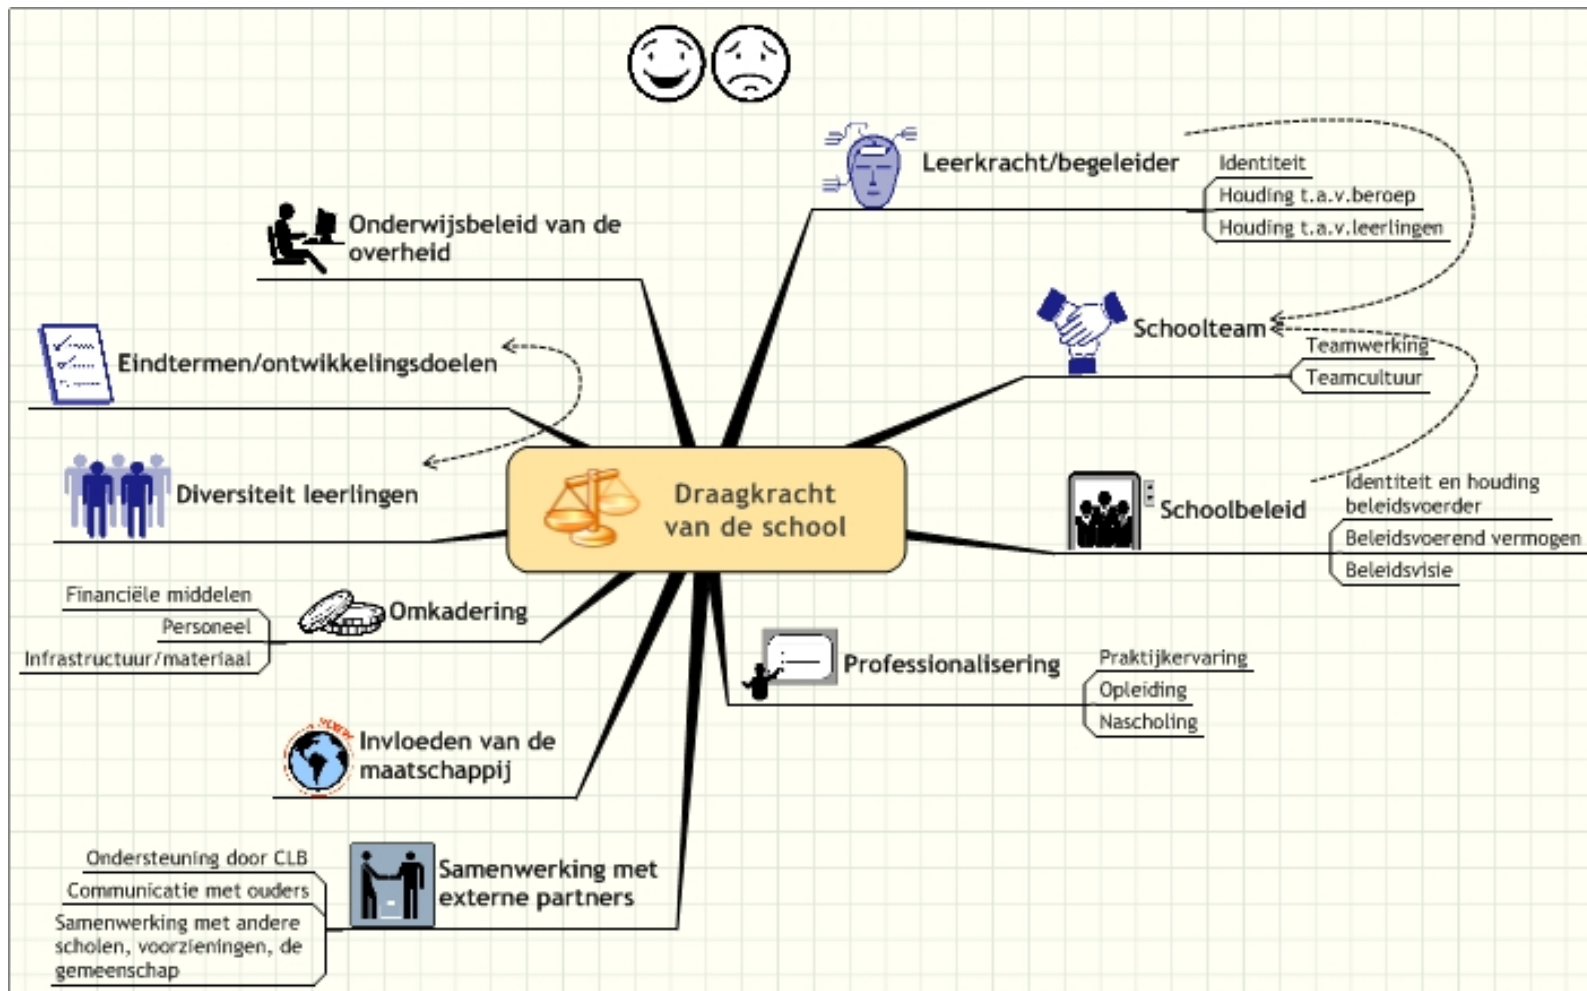 Leerkracht/begeleider
Identiteit
Houding t.a.v.beroep
Houding t.a.v.leerlingen
Schoolteam
Teamwerking
Teamcultuur
Schoolbeleid
Identiteit en houding
beleidsvoerder
Beleidsvoerend vermogen
Beleidsvisie
Professionalisering
Praktijkervaring
Opleiding
Nascholing
Draagkracht
van de school
Onderwijsbeleid van de
overheid
Eindtermen/ontwikkelingsdoelen
Diversiteit leerlingen
Omkadering
Financiële middelen
Personeel
Infrastructuur/materiaal
Invloeden van de
maatschappij
Samenwerking met
externe partners
Ondersteuning door CLB
Communicatie met ouders
Samenwerking met andere
scholen, voorzieningen, de
gemeenschap